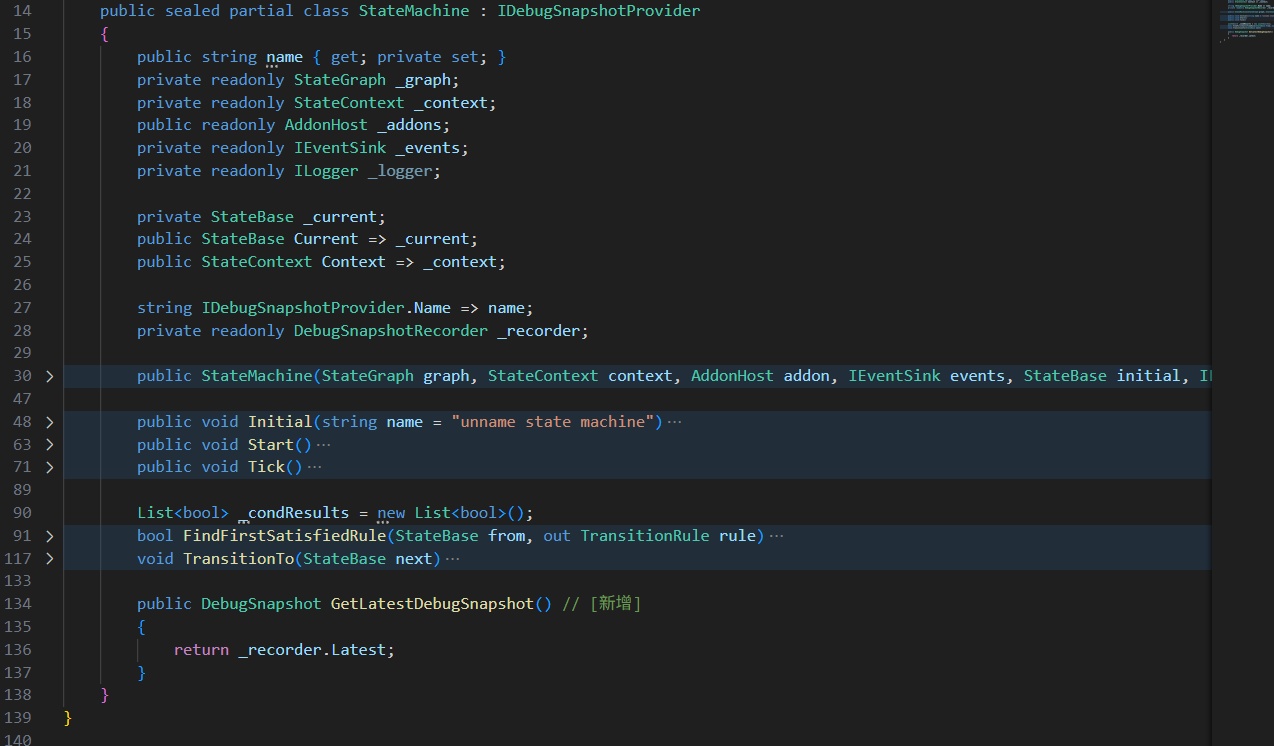 14 public sealed partial class StateMachine : IDebugSnapshotProvider
15 {
16 public string name { get; private set; }
17 private readonly StateGraph _graph;
18 private readonly StateContext _context;
19 public readonly AddonHost _addons;
20 private readonly IEventSink _events;
21 private readonly ILogger _logger;
22
23 private StateBase _current;
24 public StateBase Current => _current;
25 public StateContext Context => _context;
26
27 string IDebugSnapshotProvider.Name => name;
28 private readonly DebugSnapshotRecorder _recorder;
29
30 public StateMachine(StateGraph graph, StateContext context, AddonHost addon, IEventSink events, StateBase initial,
47
48 public void Initial(string name = "unname state machine")···
63 public void Start()···
71 public void Tick()···
89
90 List<bool> _condResults = new List<bool>();
91 bool FindFirstSatisfiedRule(StateBase from, out TransitionRule rule)···
117 void TransitionTo(StateBase next)···
133
134 public DebugSnapshot GetLatestDebugSnapshot() // [新增]
135 {
136 return _recorder.Latest;
137 }
138 }
139 }
140